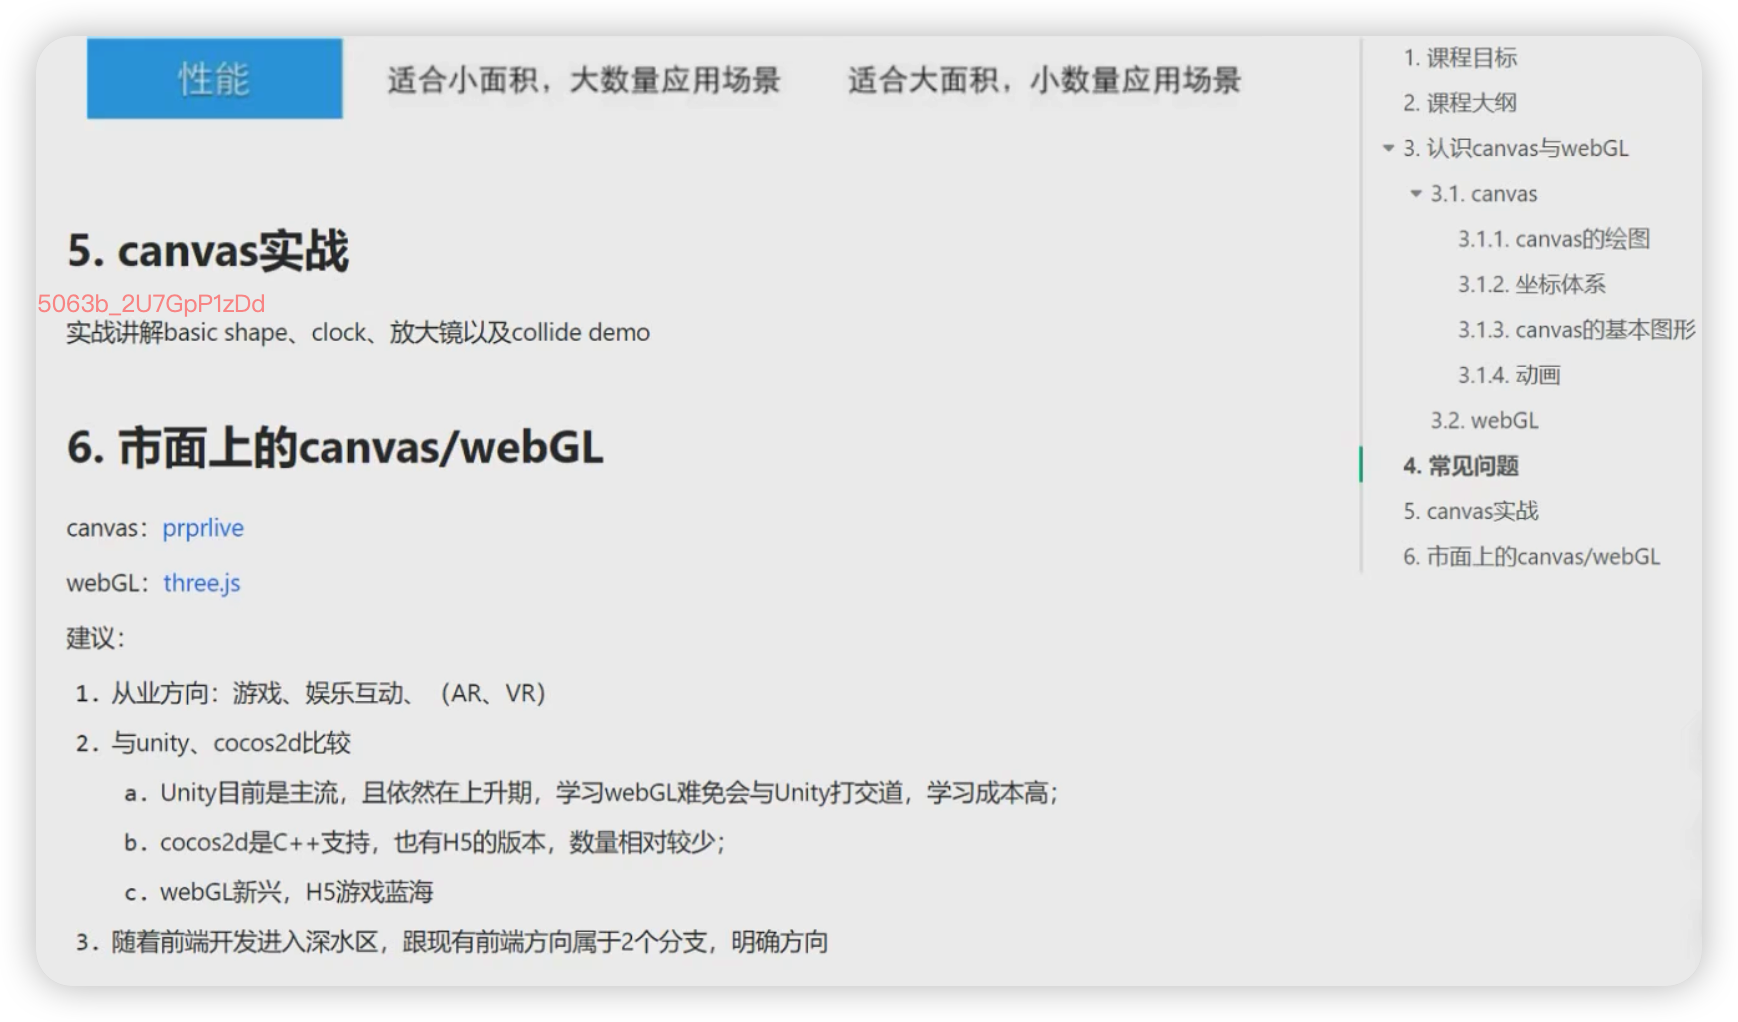 性能 适合小面积，大数量应用场景 适合大面积，小数量应用场景
5. canvas实战
5063b_2U7GpP1zDd
实战讲解basic shape、clock、放大镜以及collide demo
6. 市面上的canvas/webGL
canvas：prprlive
webGL：three.js
建议：
1. 从业方向：游戏、娱乐互动、（AR、VR）
2. 与unity、cocos2d比较
a. Unity目前是主流，且依然在上升期，学习webGL难免会与Unity打交道，学习成本高；
b. cocos2d是C++支持，也有H5的版本，数量相对较少；
c. webGL新兴，H5游戏蓝海
3. 随着前端开发进入深水区，跟现有前端方向属于2个分支，明确方向
1. 课程目标
2. 课程大纲
3. 认识canvas与webGL
3.1. canvas
3.1.1. canvas的绘图
3.1.2. 坐标体系
3.1.3. canvas的基本图形
3.1.4. 动画
3.2. webGL
4. 常见问题
5. canvas实战
6. 市面上的canvas/webGL